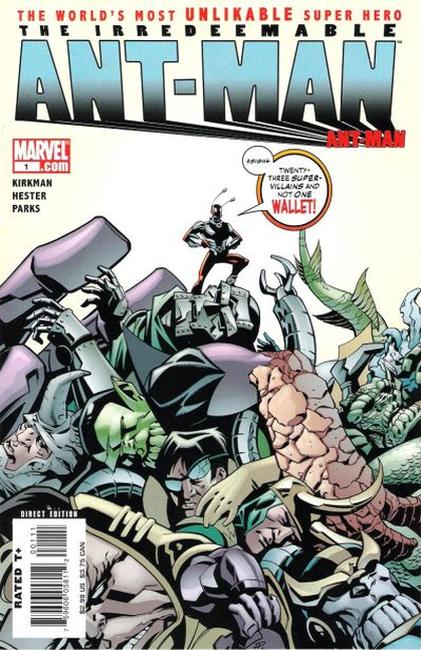 THE WORLD'S MOST UNLIKABLE SUPER HERO
THE IRREDEEMABLE
ANT-MAN
ANT-MAN
MARVEL
.com
1
KIRKMAN
HESTER
PARKS
*SIGH*
TWENTY-
THREE SUPER-
VILLAINS AND
NOT ONE
WALLET!
DIRECT EDITION
RATED T+
00111
$2.99 US $3.75 CAN